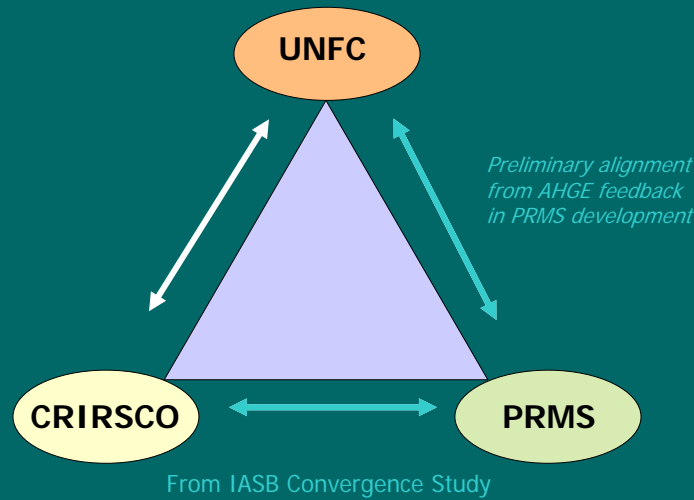 UNFC
Preliminary alignment
from AHGE feedback
in PRMS development
CRIRSCO
PRMS
From IASB Convergence Study